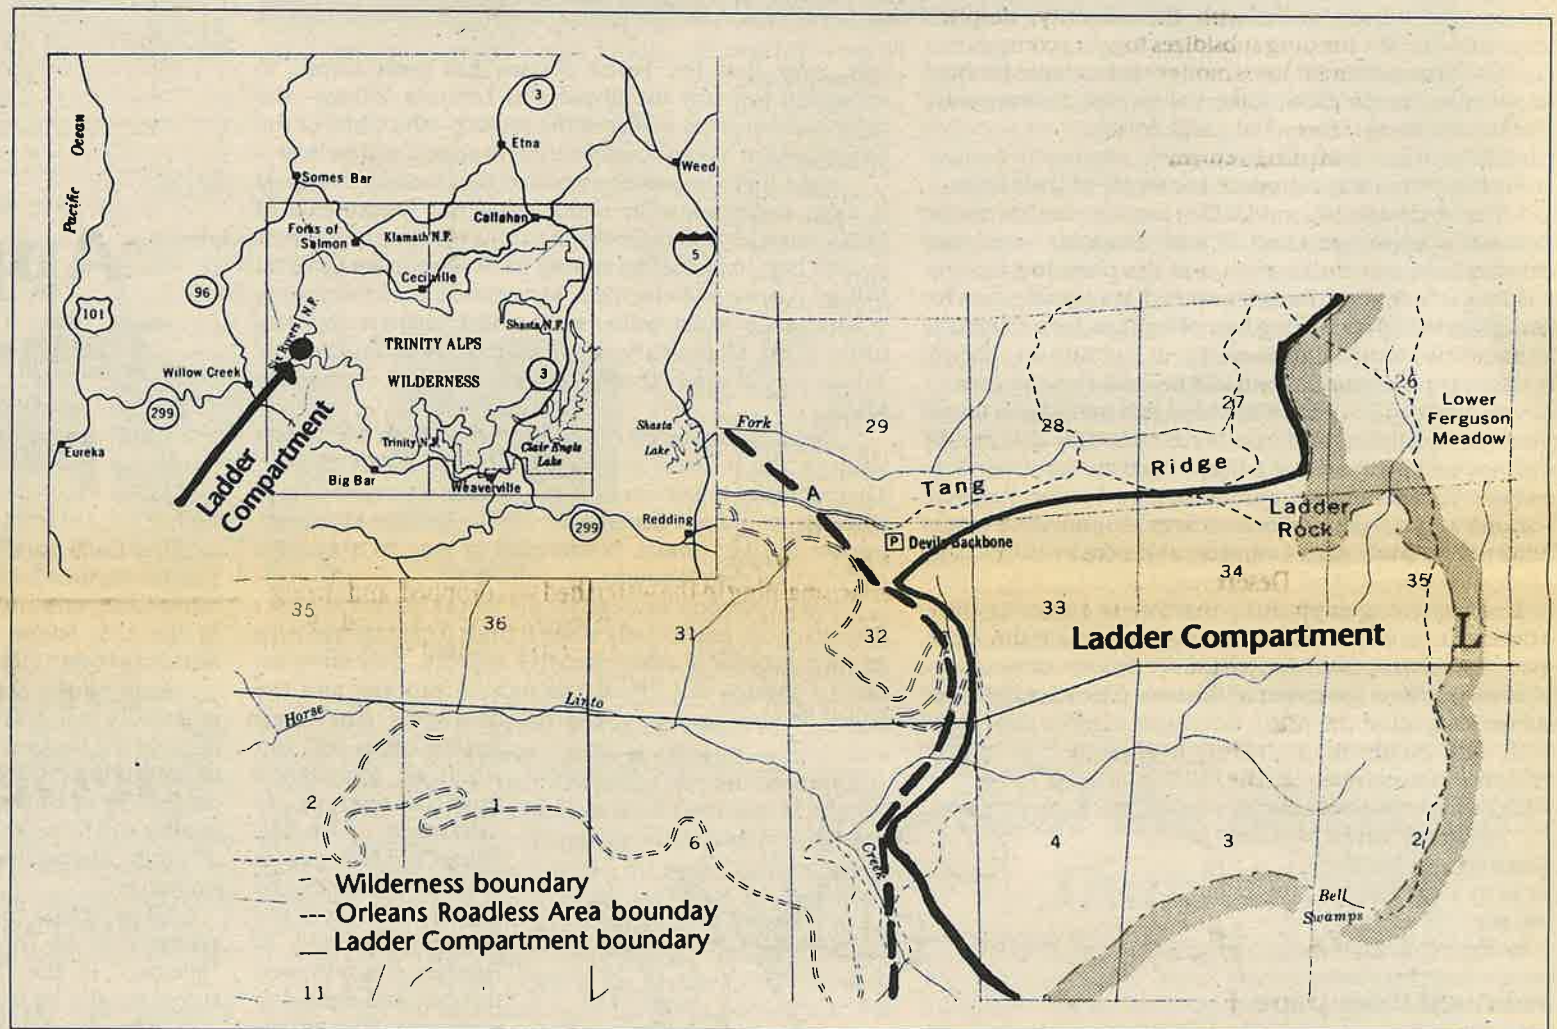 Pacific Ocean
3
Etna
Weed
Somes Bar
Callahan
Forks of
Salmon
Klamath N.F.
5
Cecilville
96
101
Shasta N.F.
TRINITY ALPS
WILDERNESS
3
Willow Creek
299
Eureka
Ladder
Compartment
Trinity N.F.
Clair Engle
Lake
Big Bar
Weaverville
Shasta
Lake
299
Redding
Fork
29
28
27
26
Lower
Ferguson
Meadow
A
Tang
Ridge
Ladder
Rock
P
Devils Backbone
35
36
31
32
33
34
35
Ladder Compartment
L
Horse
Linto
2
1
6
Creek
4
3
2
Bell
Swamps
Wilderness boundary
--- Orleans Roadless Area bounday
__ Ladder Compartment boundary
11